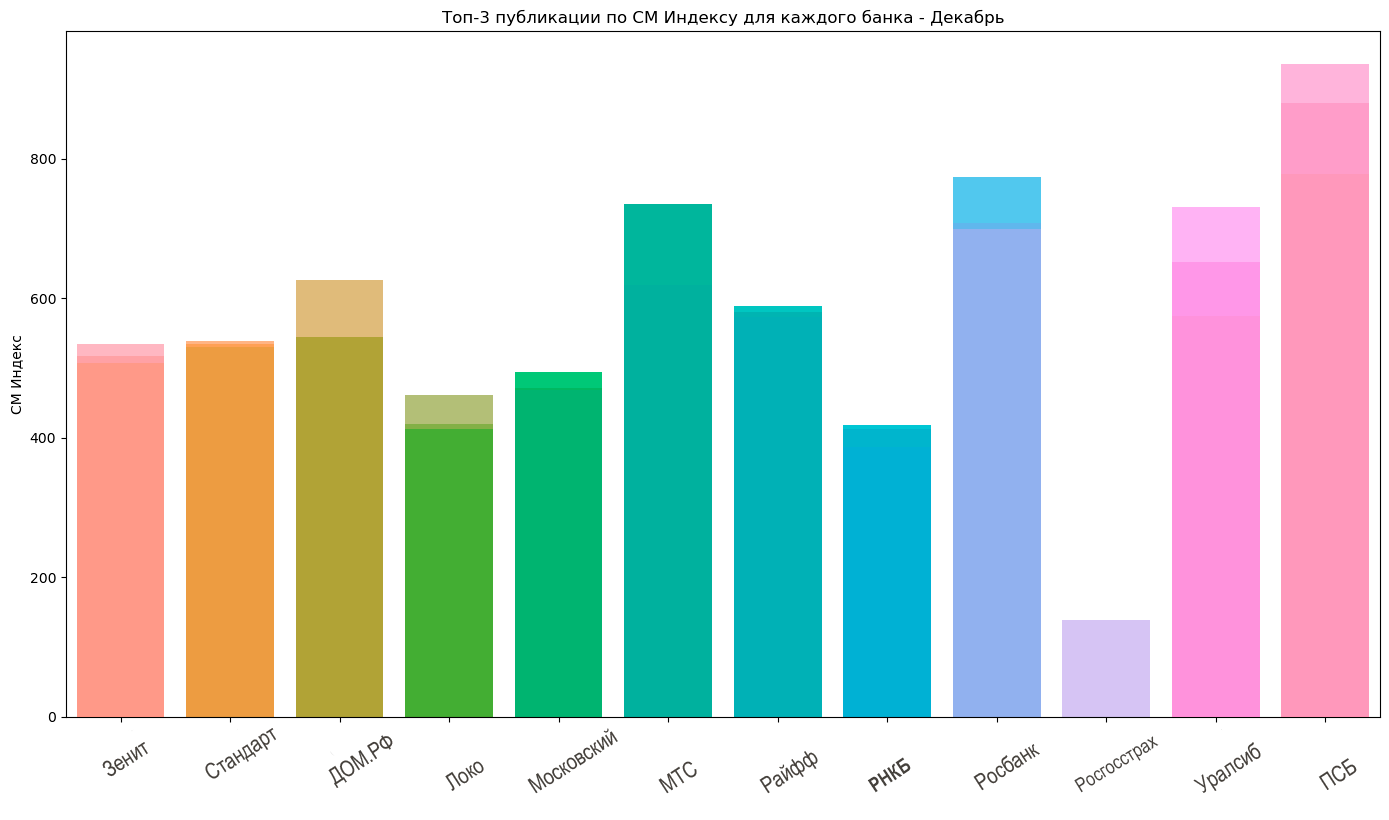 Топ-3 публикации по СМ Индексу для каждого банка - Декабрь
СМ Индекс
800
600
400
200
0
Зенит
Стандарт
ДОМ.РФ
Локо
Московский
МТС
Райфф
РНКБ
Росбанк
Росгосстрах
Уралсиб
ПСБ